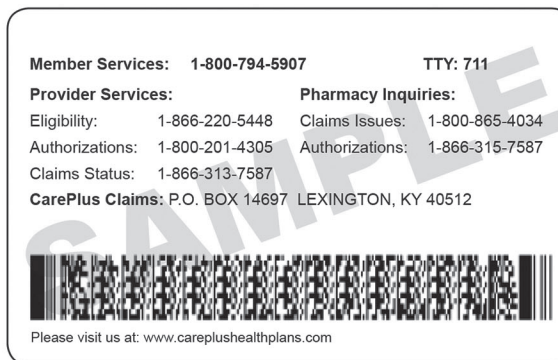 Member Services: 1-800-794-5907 TTY: 711
Provider Services: Pharmacy Inquiries:
Eligibility: 1-866-220-5448 Claims Issues: 1-800-865-4034
Authorizations: 1-800-201-4305 Authorizations: 1-866-315-7587
Claims Status: 1-866-313-7587
CarePlus Claims: P.O. BOX 14697 LEXINGTON, KY 40512
SAMPLE
Please visit us at: www.careplushealthplans.com